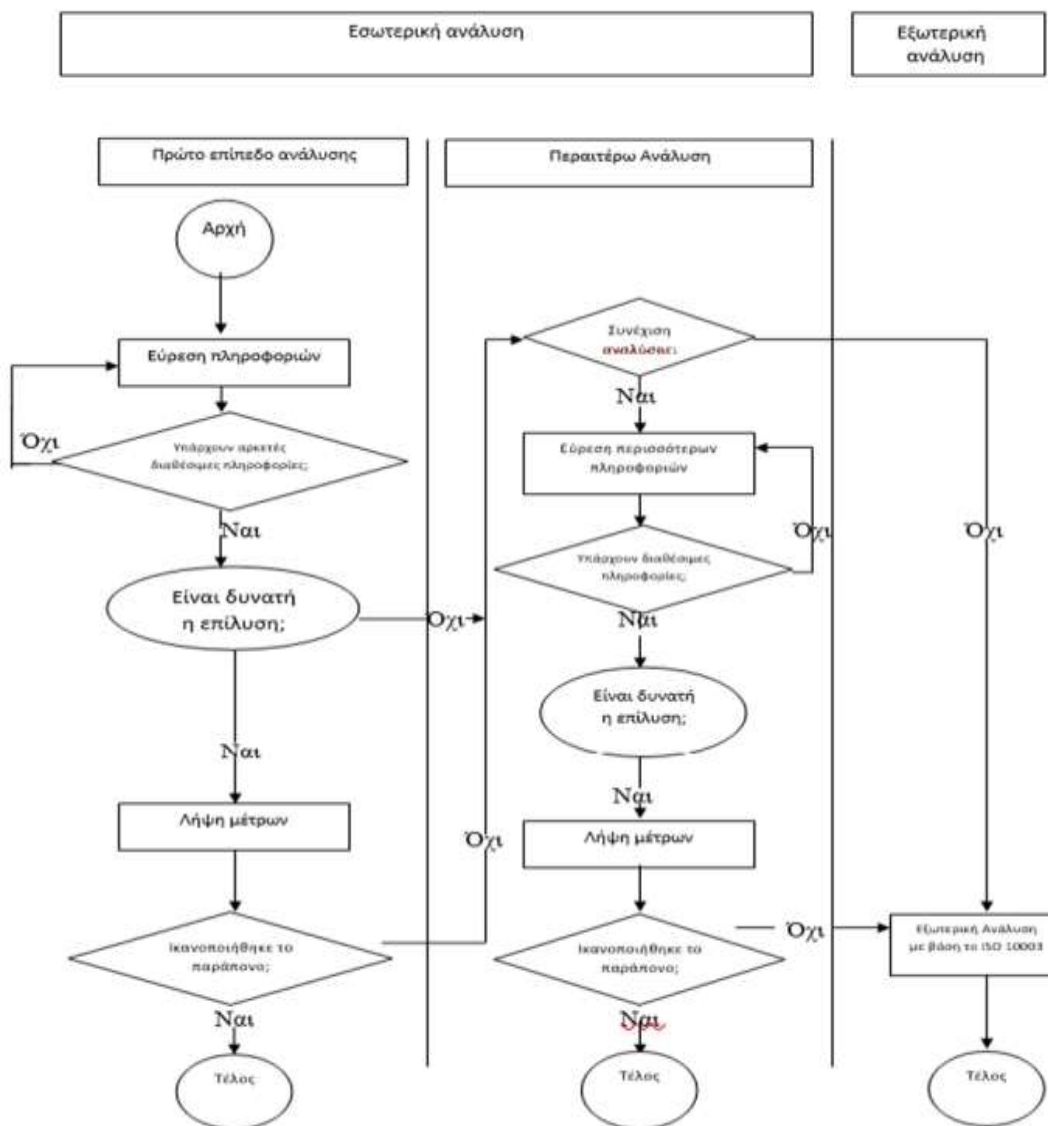 Εσωτερική ανάλυση
Εξωτερική
ανάλυση
Πρώτο επίπεδο ανάλυσης
Αρχή
Εύρεση πληροφοριών
Όχι
Υπάρχουν αρκετές
διαθέσιμες πληροφορίες;
Ναι
Είναι δυνατή
η επίλυση;
Όχι
Ναι
Λήψη μέτρων
Όχι
Ικανοποιήθηκε το
παράπονο;
Ναι
Τέλος
Περαιτέρω Ανάλυση
Συνέχιση
Ναι
Εύρεση περισσότερων
πληροφοριών
Υπάρχουν διαθέσιμες
πληροφορίες;
Όχι
Ναι
Είναι δυνατή
η επίλυση;
Ναι
Λήψη μέτρων
Ικανοποιήθηκε το
παράπονο;
Όχι
Ναι
Τέλος
Όχι
Εξωτερική Ανάλυση
με βάση το ISO 10003
Τέλος